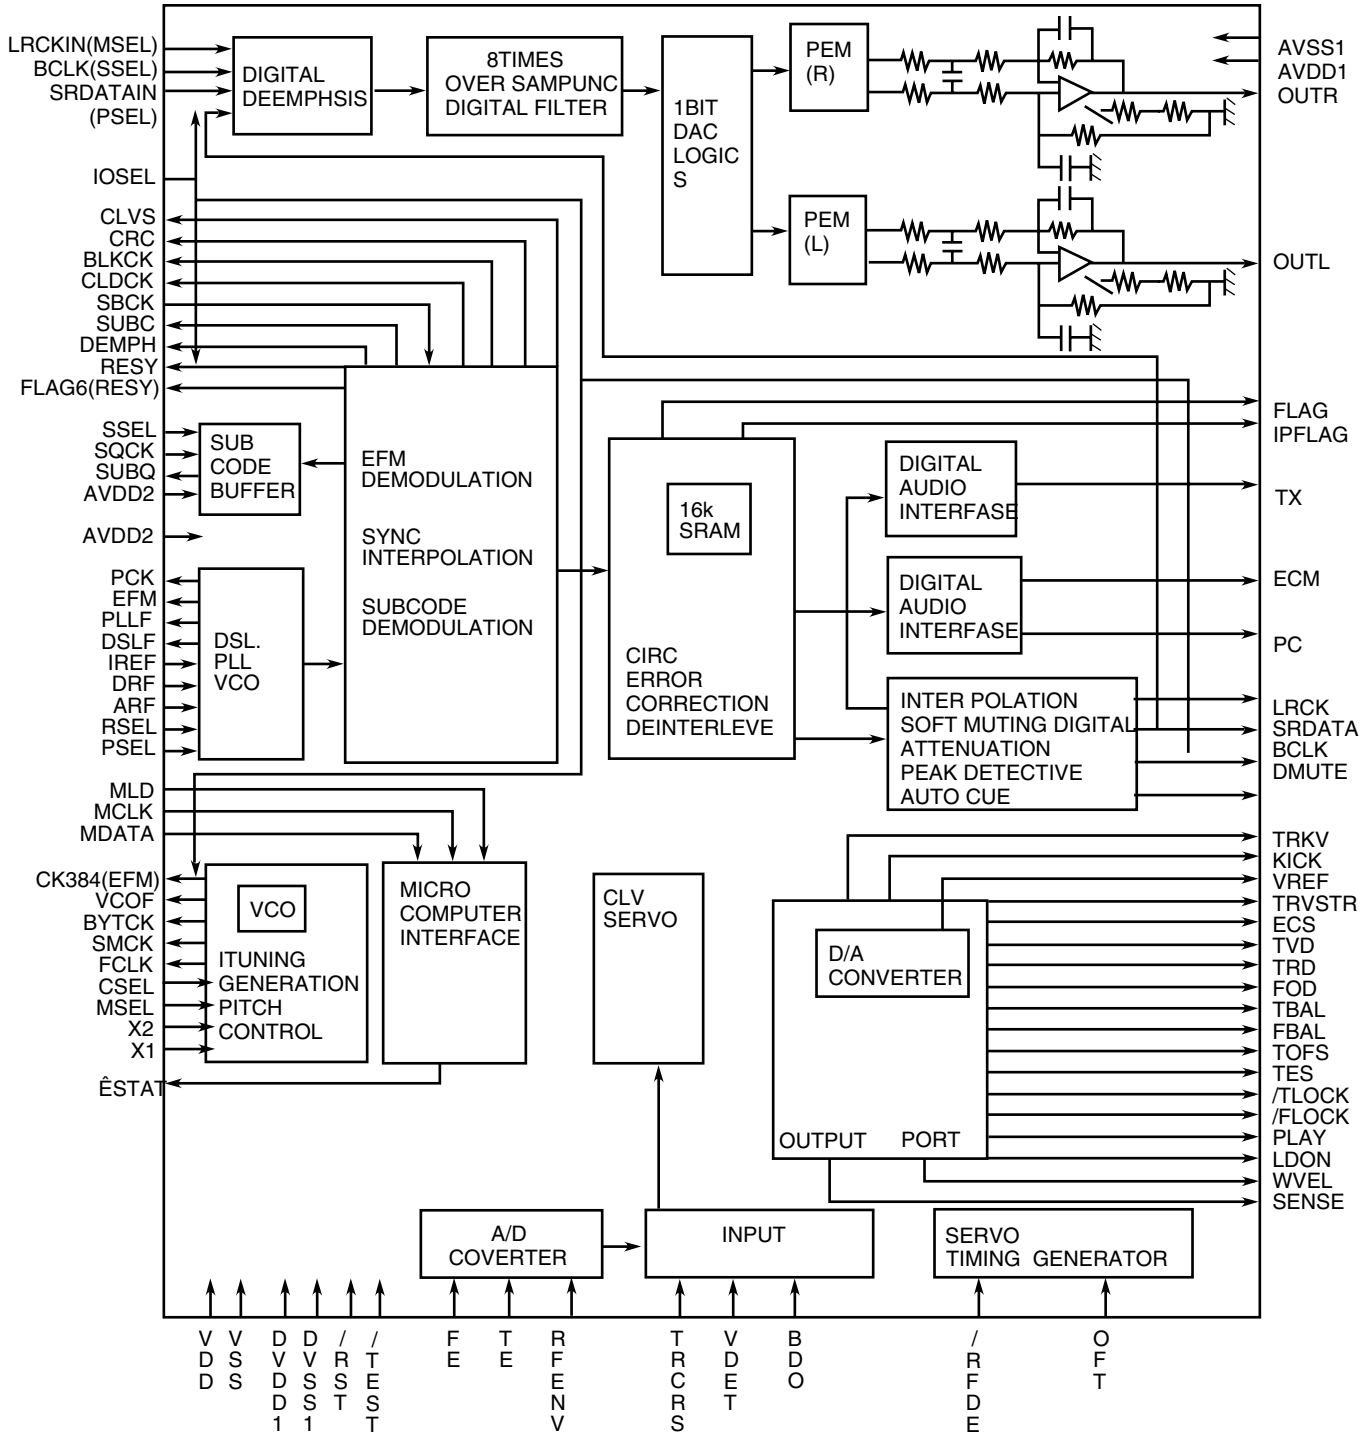 LRCKIN(MSEL)
BCLK(SSEL)
SRDATAIN
(PSEL)
IOSEL
CLVS
CRC
BLKCK
CLDCK
SBCK
SUBC
DEMPH
RESY
FLAG6(RESY)
SSEL
SQCK
SUBQ
AVDD2
AVDD2
PCK
EFM
PLLF
DSLF
IREF
DRF
ARF
RSEL
PSEL
MLD
MCLK
MDATA
CK384(EFM)
VCOF
BYTCK
SMCK
FCLK
CSEL
MSEL
X2
X1
ÊSTAT
DIGITAL
DEEMPHSIS
8TIMES
OVER SAMPUNC
DIGITAL FILTER
1BIT
DAC
LOGIC
S
PEM
(R)
PEM
(L)
SUB
CODE
BUFFER
DSL.
PLL
VCO
EFM
DEMODULATION
SYNC
INTERPOLATION
SUBCODE
DEMODULATION
16k
SRAM
CIRC
ERROR
CORRECTION
DEINTERLEVE
DIGITAL
AUDIO
INTERFASE
DIGITAL
AUDIO
INTERFASE
INTER POLATION
SOFT MUTING DIGITAL
ATTENUATION
PEAK DETECTIVE
AUTO CUE
VCO
ITUNING
GENERATION
PITCH
CONTROL
MICRO
COMPUTER
INTERFACE
CLV
SERVO
D/A
CONVERTER
OUTPUT PORT
A/D
COVERTER
INPUT
SERVO
TIMING GENERATOR
AVSS1
AVDD1
OUTR
OUTL
FLAG
IPFLAG
TX
ECM
PC
LRCK
SRDATA
BCLK
DMUTE
TRKV
KICK
VREF
TRVSTR
ECS
TVD
TRD
FOD
TBAL
FBAL
TOFS
TES
/TLOCK
/FLOCK
PLAY
LDON
WVEL
SENSE
VDD
VSS
DVDD1
DVSS1
/RST
/TEST
FE
TE
RFENV
TRCRS
VDET
BDO
/RFDE
OFT